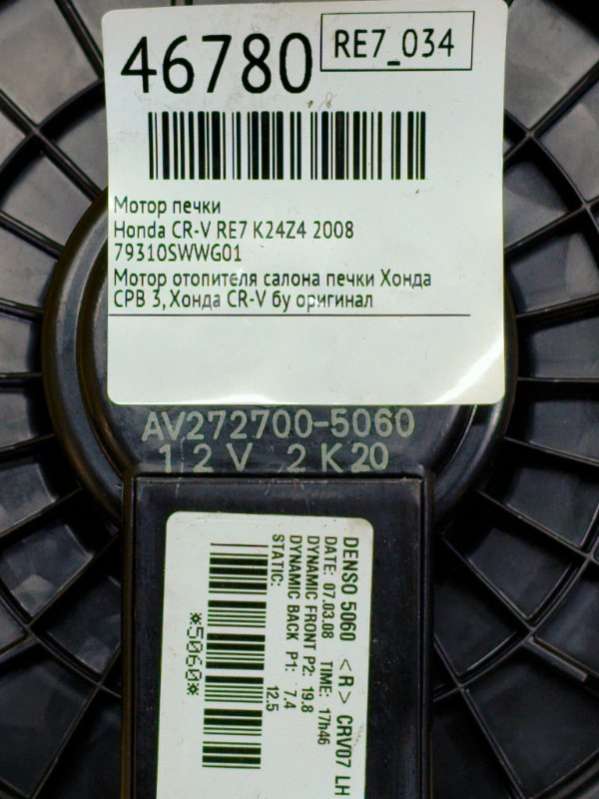 46780
RE7_034
Мотор печки
Honda CR-V RE7 K24Z4 2008
79310SWWG01
Мотор отопителя салона печки Хонда
СРВ 3, Хонда CR-V бу оригинал
AV272700-5060
12V 2K20
DENSO 5060 <R> CRV07 LH
DATE: 07.03.08 TIME: 17h46
DYNAMIC FRONT P2: 19.8
DYNAMIC BACK P1: 7.4
STATIC: 12.5
*5060*